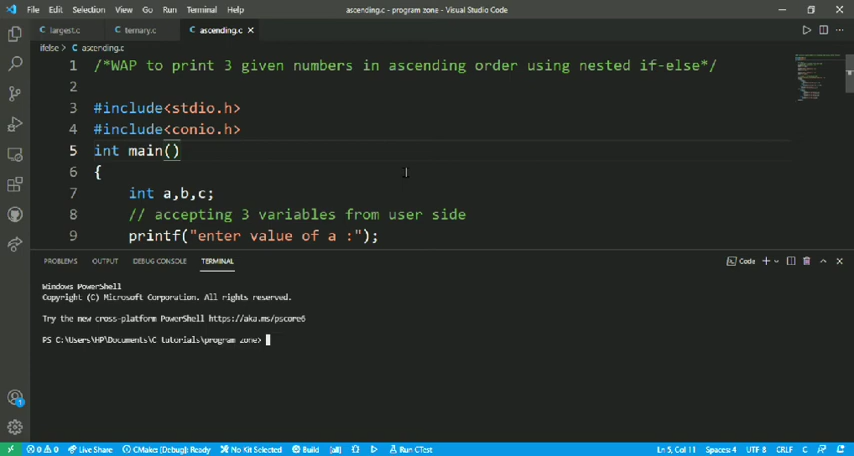 File Edit Selection View Go Run Terminal Help
ascending.c - program zone - Visual Studio Code
C largest.c C ternary.c C ascending.c
ifelse > C ascending.c
1 /*WAP to print 3 given numbers in ascending order using nested if-else*/
2
3 #include<stdio.h>
4 #include<conio.h>
5 int main()
6 {
7 int a,b,c;
8 // accepting 3 variables from user side
9 printf("enter value of a :");
PROBLEMS OUTPUT DEBUG CONSOLE TERMINAL
Code
Windows PowerShell
Copyright (C) Microsoft Corporation. All rights reserved.
Try the new cross-platform PowerShell https://aka.ms/pscore6
PS C:\Users\HP\Documents\C tutorials\program zone>
1
0 0 Live Share CMake: [Debug]: Ready No Kit Selected Build [all] Run CTest
Ln 5, Col 11 Spaces: 4 UTF-8 CRLF C